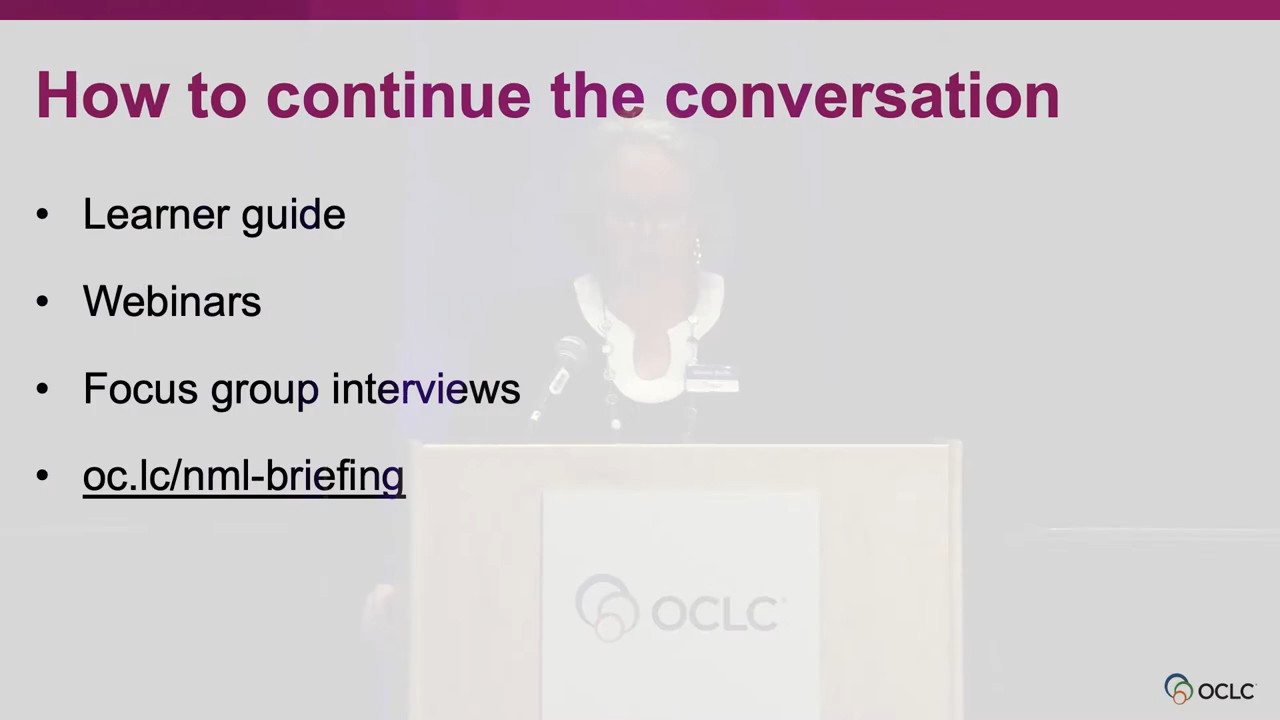 How to continue the conversation
• Learner guide
• Webinars
• Focus group interviews
• oc.lc/nml-briefing
OCLC
OCLC